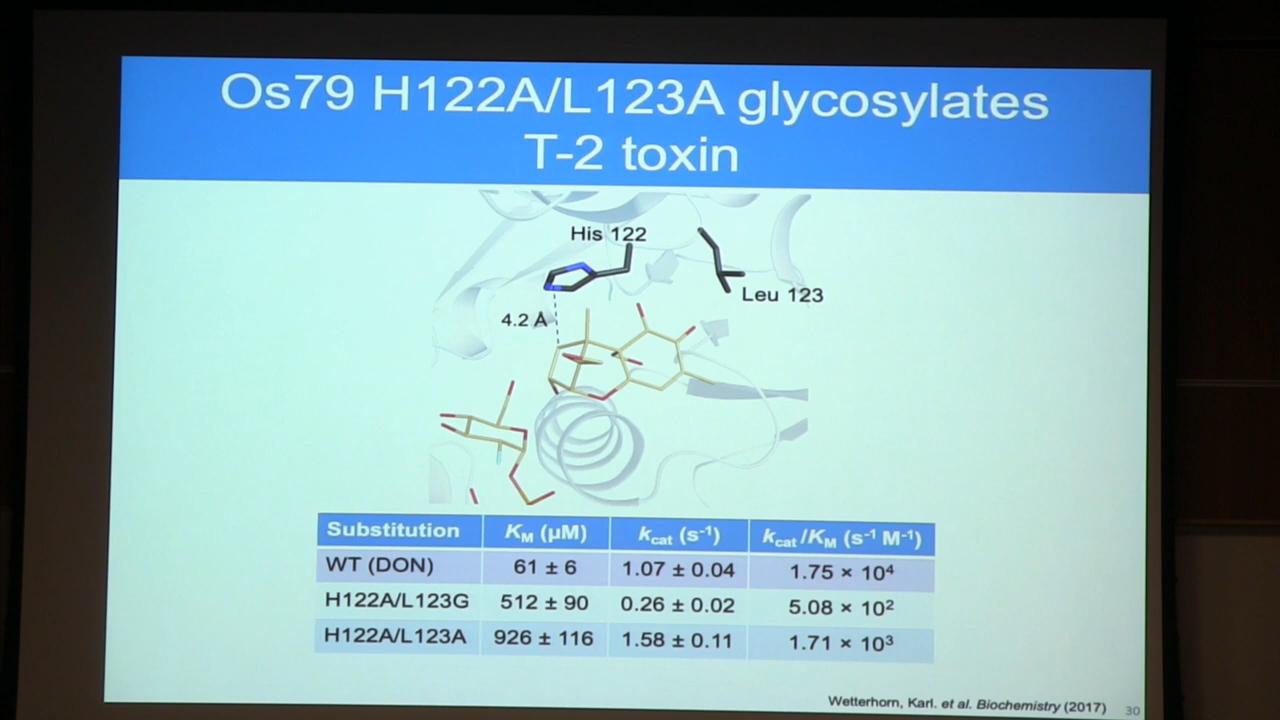 Os79 H122A/L123A glycosylates
T-2 toxin
His 122
Leu 123
4.2 Å
Substitution KM (µM) kcat (s⁻¹) kcat/KM (s⁻¹ M⁻¹)
WT (DON) 61 ± 6 1.07 ± 0.04 1.75 × 10⁴
H122A/L123G 512 ± 90 0.26 ± 0.02 5.08 × 10²
H122A/L123A 926 ± 116 1.58 ± 0.11 1.71 × 10³
Wetterhorn, Karl. et al. Biochemistry (2017) 30